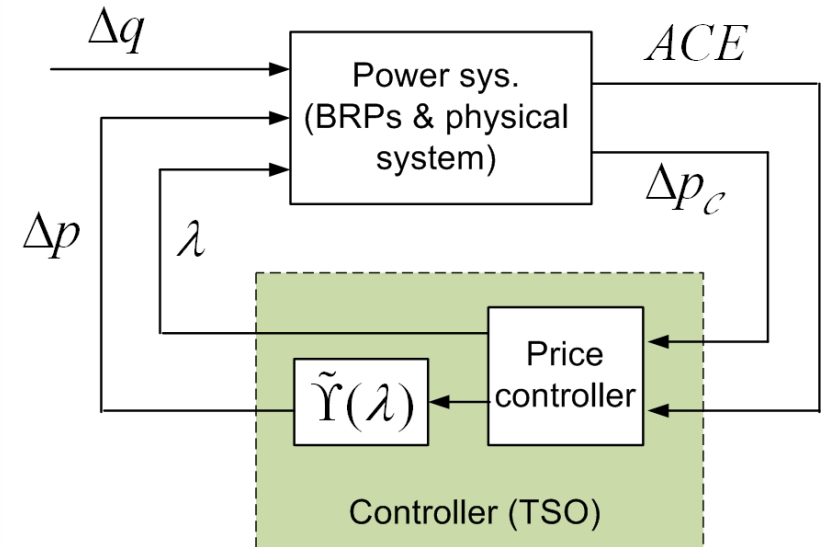 Δq
Power sys.
(BRPs & physical
system)
ACE
Δp_C
Δp
λ
Price
controller
ϒ̃(λ)
Controller (TSO)